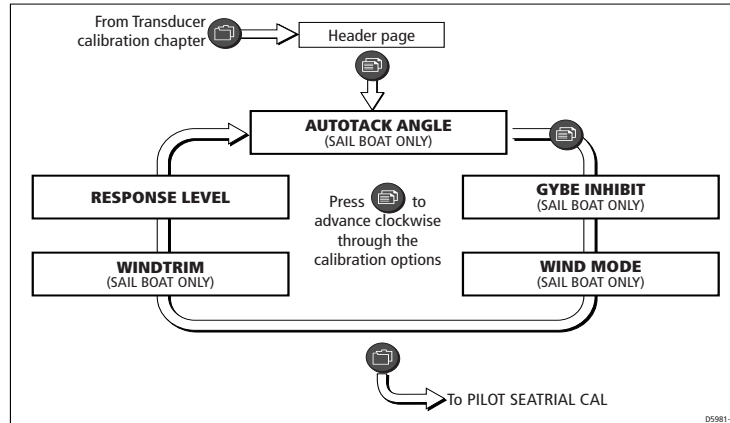 From Transducer
calibration chapter
Header page
AUTOTACK ANGLE
(SAIL BOAT ONLY)
RESPONSE LEVEL
Press to
advance clockwise
through the
calibration options
GYBE INHIBIT
(SAIL BOAT ONLY)
WINDTRIM
(SAIL BOAT ONLY)
WIND MODE
(SAIL BOAT ONLY)
To PILOT SEATRIAL CAL
D5981-